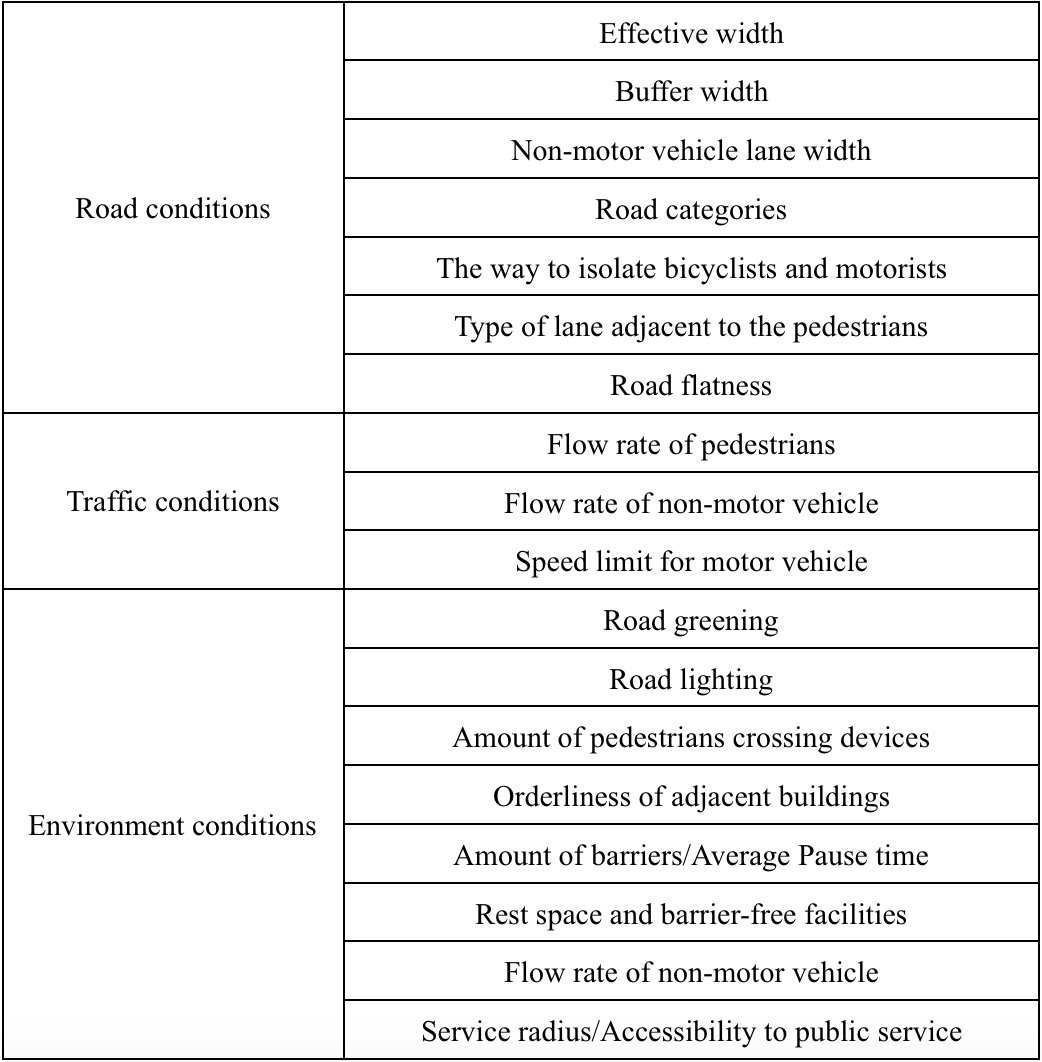 Road conditions
Effective width
Buffer width
Non-motor vehicle lane width
Road categories
The way to isolate bicyclists and motorists
Type of lane adjacent to the pedestrians
Road flatness
Traffic conditions
Flow rate of pedestrians
Flow rate of non-motor vehicle
Speed limit for motor vehicle
Environment conditions
Road greening
Road lighting
Amount of pedestrians crossing devices
Orderliness of adjacent buildings
Amount of barriers/Average Pause time
Rest space and barrier-free facilities
Flow rate of non-motor vehicle
Service radius/Accessibility to public service